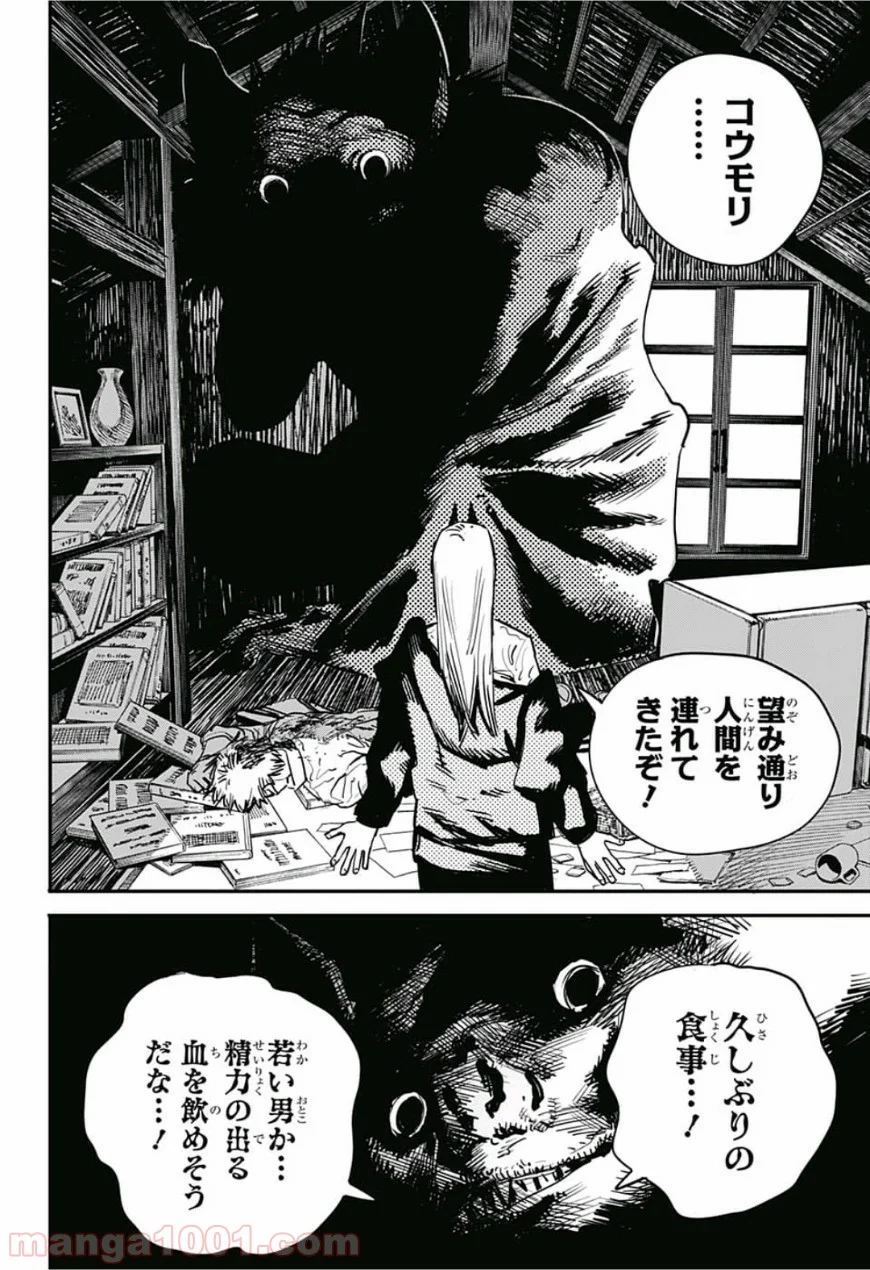 コウモリ
……
望み通り
人間を
連れて
きたぞ！
久しぶりの
食事…！
若い男か…
精力の出る
血を飲めそう
だな…！
manga1001.com